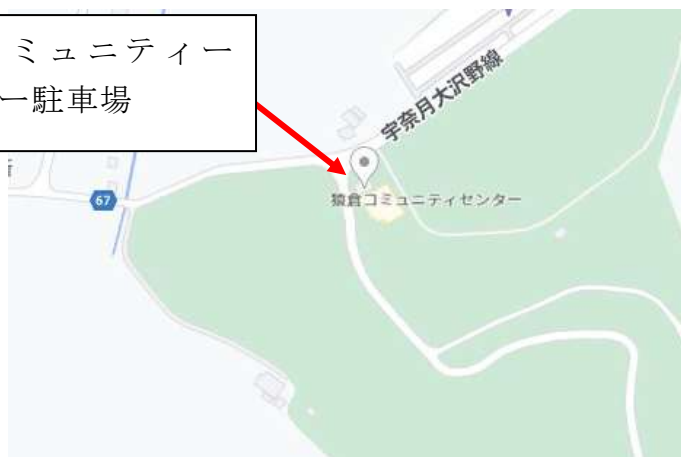 ミュニティー
ー駐車場
宇奈月大沢野線
67
猿倉コミュニティセンター